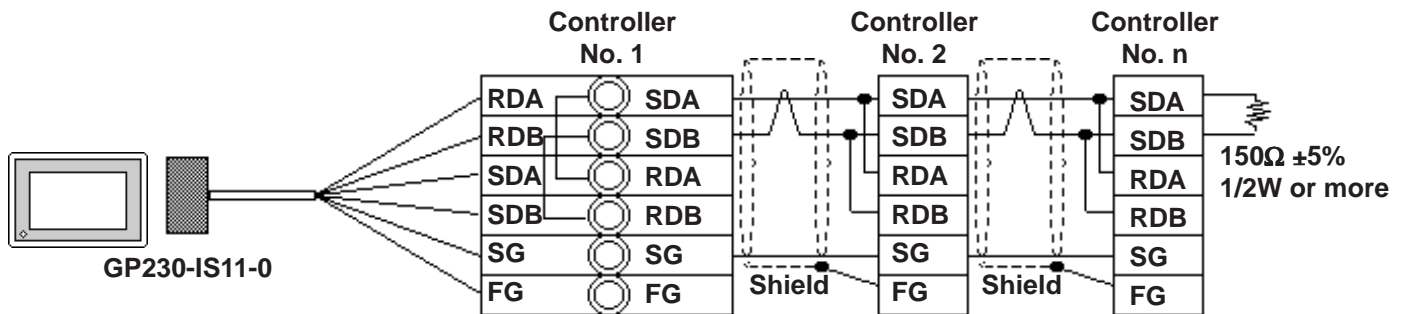 Controller
No. 1
Controller
No. 2
Controller
No. n
RDA SDA
RDB SDB
SDA RDA
SDB RDB
SG SG
FG FG
Shield
SDA
SDB
RDA
RDB
SG
FG
Shield
SDA
SDB
RDA
RDB
SG
FG
150Ω ±5%
1/2W or more
GP230-IS11-0